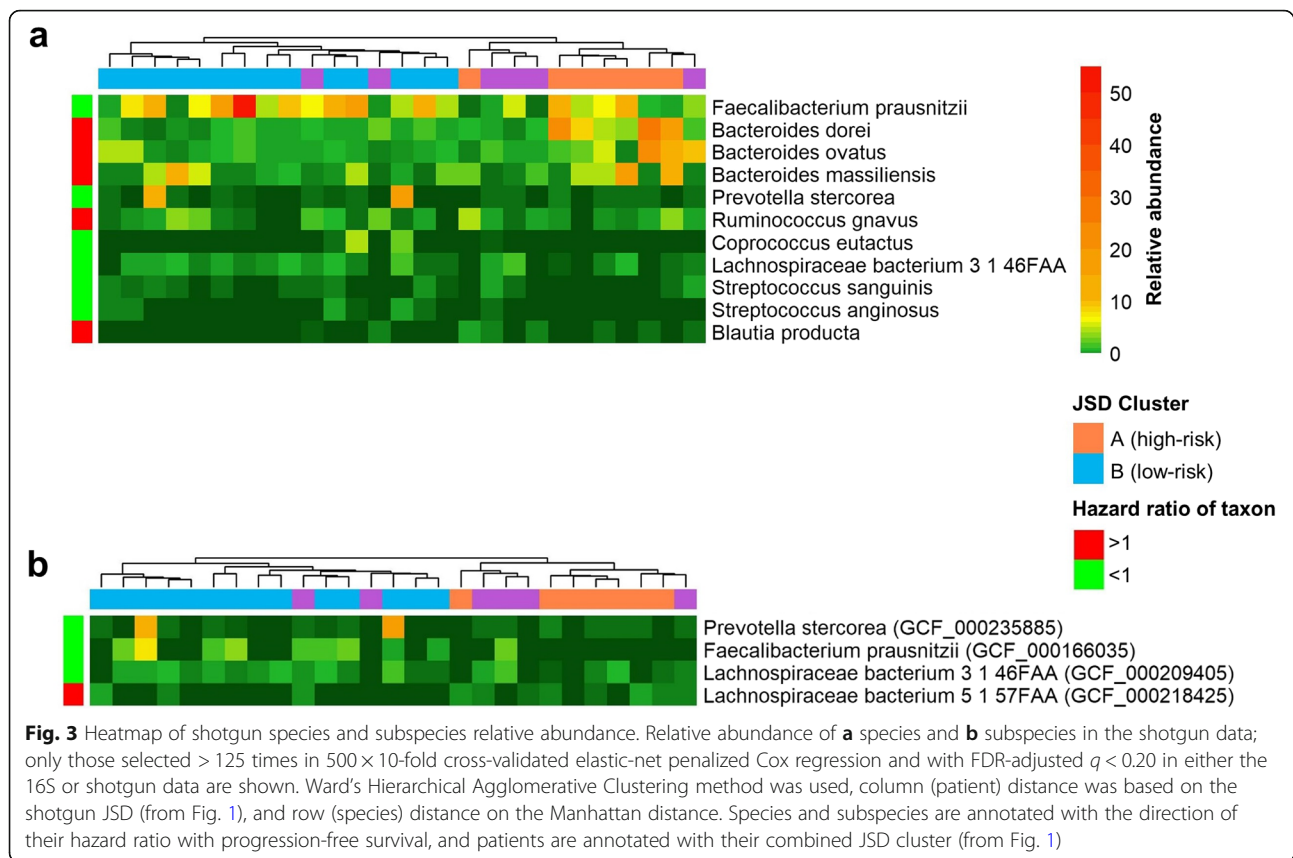 a
Faecalibacterium prausnitzii
Bacteroides dorei
Bacteroides ovatus
Bacteroides massiliensis
Prevotella stercorea
Ruminococcus gnavus
Coprococcus eutactus
Lachnospiraceae bacterium 3 1 46FAA
Streptococcus sanguinis
Streptococcus anginosus
Blautia producta
50
40
30
20
10
0
Relative abundance
JSD Cluster
A (high-risk)
B (low-risk)
Hazard ratio of taxon
>1
<1
b
Prevotella stercorea (GCF_000235885)
Faecalibacterium prausnitzii (GCF_000166035)
Lachnospiraceae bacterium 3 1 46FAA (GCF_000209405)
Lachnospiraceae bacterium 5 1 57FAA (GCF_000218425)
Fig. 3 Heatmap of shotgun species and subspecies relative abundance. Relative abundance of a species and b subspecies in the shotgun data;
only those selected > 125 times in 500 × 10-fold cross-validated elastic-net penalized Cox regression and with FDR-adjusted q < 0.20 in either the
16S or shotgun data are shown. Ward's Hierarchical Agglomerative Clustering method was used, column (patient) distance was based on the
shotgun JSD (from Fig. 1), and row (species) distance on the Manhattan distance. Species and subspecies are annotated with the direction of
their hazard ratio with progression-free survival, and patients are annotated with their combined JSD cluster (from Fig. 1)